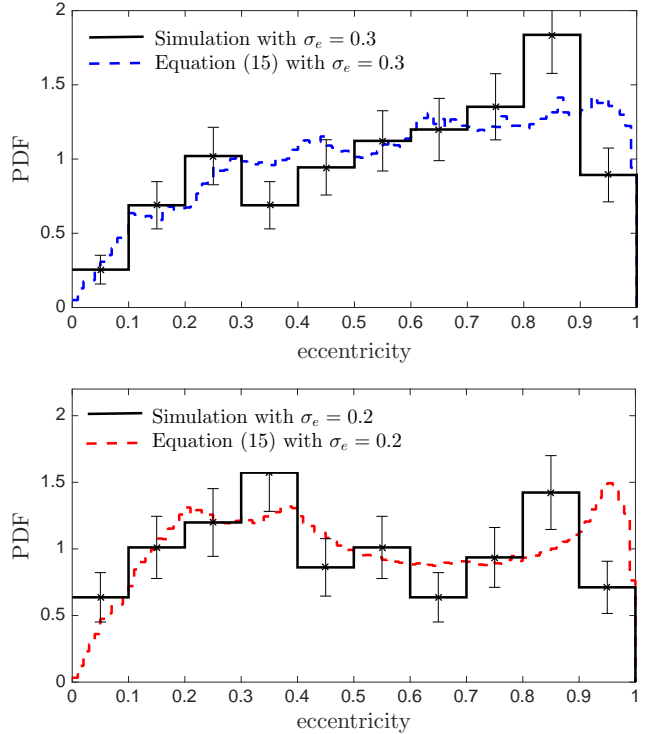 2
1.5
1
0.5
0
PDF
Simulation with σ_e = 0.3
Equation (15) with σ_e = 0.3
0 0.1 0.2 0.3 0.4 0.5 0.6 0.7 0.8 0.9 1
eccentricity
2
1.5
1
0.5
0
PDF
Simulation with σ_e = 0.2
Equation (15) with σ_e = 0.2
0 0.1 0.2 0.3 0.4 0.5 0.6 0.7 0.8 0.9 1
eccentricity